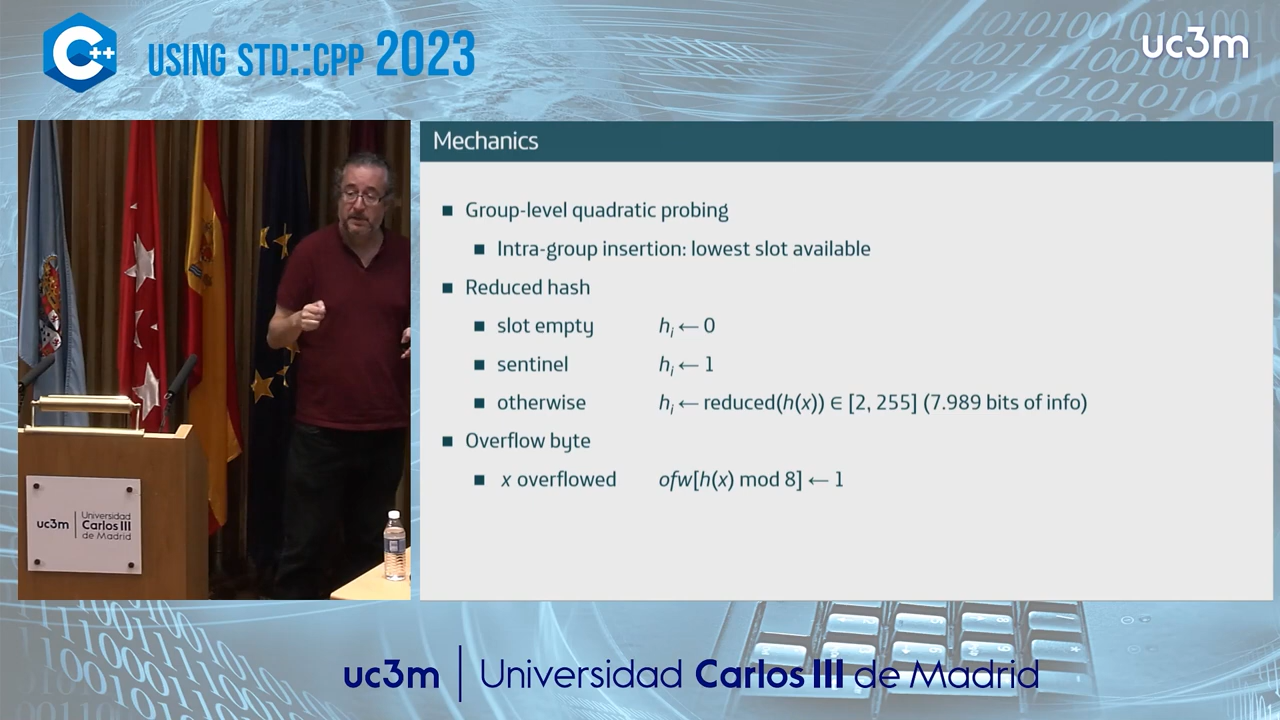 C++ USING STD::CPP 2023
uc3m
Mechanics
Group-level quadratic probing
Intra-group insertion: lowest slot available
Reduced hash
slot empty hᵢ ← 0
sentinel hᵢ ← 1
otherwise hᵢ ← reduced(h(x)) ∈ [2, 255] (7.989 bits of info)
Overflow byte
x overflowed ofw[h(x) mod 8] ← 1
uc3m | Universidad
Carlos III
de Madrid
uc3m | Universidad Carlos III de Madrid